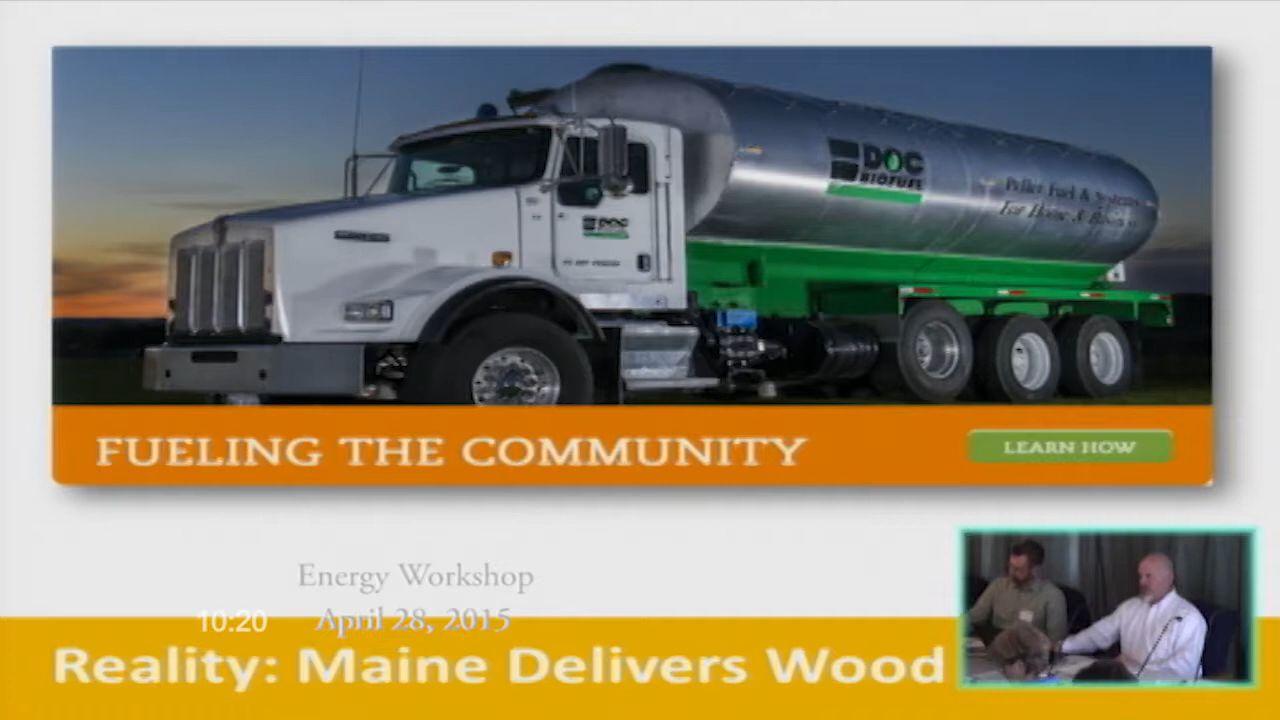 DOC
BIOFUEL
Pellet Fuel & Systems
For Home & Business
DOC
FUELING THE COMMUNITY
LEARN HOW
Energy Workshop
10:20 April 28, 2015
Reality: Maine Delivers Wood